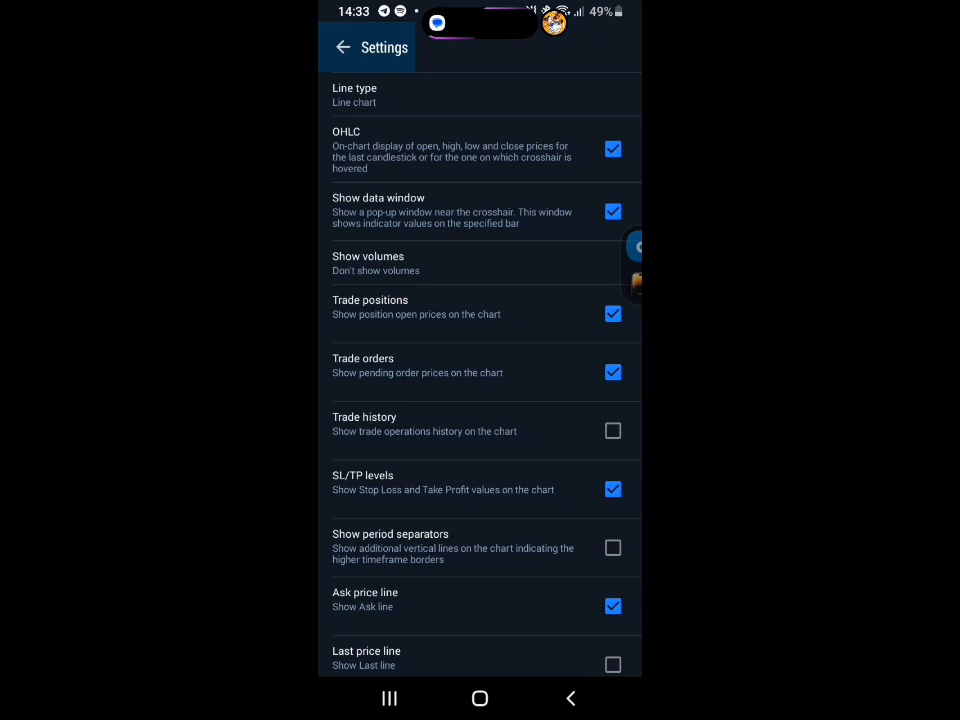 14:33
49%
Settings
Line type
Line chart
OHLC
On-chart display of open, high, low and close prices for
the last candlestick or for the one on which crosshair is
hovered
Show data window
Show a pop-up window near the crosshair. This window
shows indicator values on the specified bar
Show volumes
Don't show volumes
Trade positions
Show position open prices on the chart
Trade orders
Show pending order prices on the chart
Trade history
Show trade operations history on the chart
SL/TP levels
Show Stop Loss and Take Profit values on the chart
Show period separators
Show additional vertical lines on the chart indicating the
higher timeframe borders
Ask price line
Show Ask line
Last price line
Show Last line